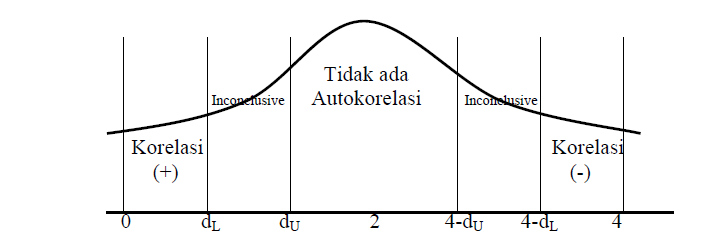 Tidak ada
Autokorelasi
Inconclusive
Inconclusive
Korelasi
(+)
Korelasi
(-)
0 dL dU 2 4-dU 4-dL 4